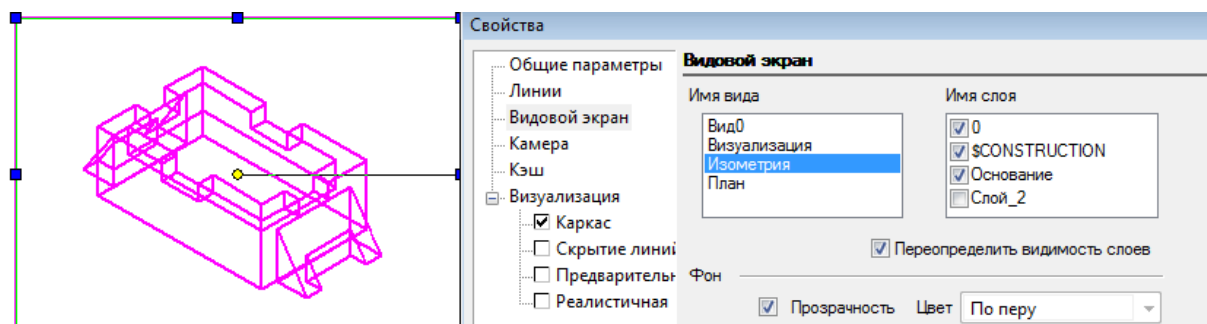 Свойства
Общие параметры
Линии
Видовой экран
Камера
Кэш
Визуализация
Каркас
Скрытие линий
Предварительн
Реалистичная
Видовой экран
Имя вида
Вид0
Визуализация
Изометрия
План
Имя слоя
0
$CONSTRUCTION
Основание
Слой_2
Переопределить видимость слоев
Фон
Прозрачность Цвет По перу